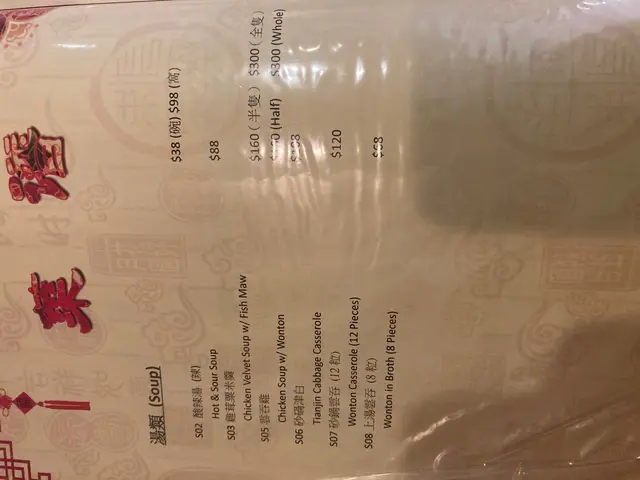 湯類 (Soup)
S02 酸辣湯 (辣) $38 (碗) $98 (窩)
Hot & Sour Soup
S03 雞茸粟米羹 $88
Chicken Velvet Soup w/ Fish Maw
S05 雲吞雞 $160 (半隻) $300 (全隻)
Chicken Soup w/ Wonton (Half) $300 (Whole)
S06 砂礂津白
Tianjin Cabbage Casserole
S07 砂鍋雲吞 (12 粒) $120
Wonton Casserole (12 Pieces)
S08 上湯雲吞 (8 粒) $68
Wonton in Broth (8 Pieces)